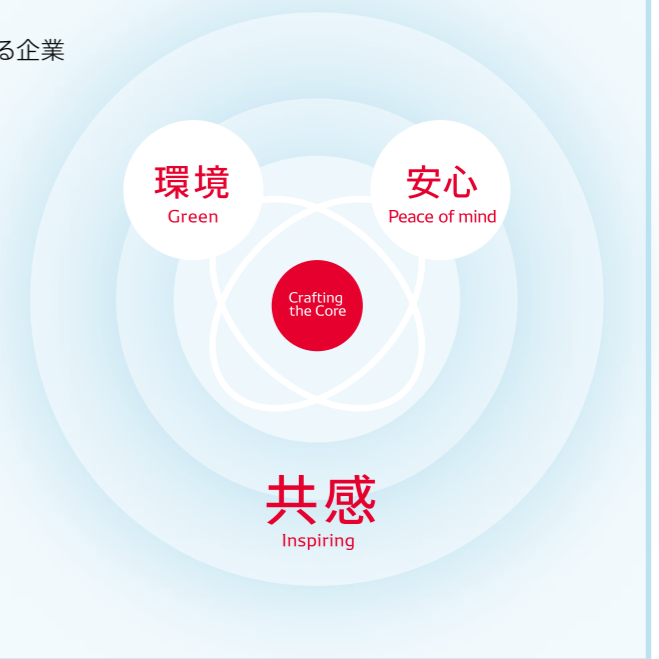 る企業
環境
Green
安心
Peace of mind
Crafting
the Core
共感
Inspiring